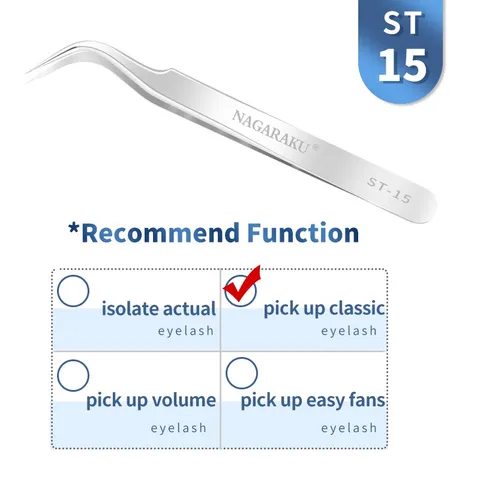 ST
15
NAGARAKU®
ST-15
*Recommend Function
isolate actual
eyelash
pick up classic
eyelash
pick up volume
eyelash
pick up easy fans
eyelash